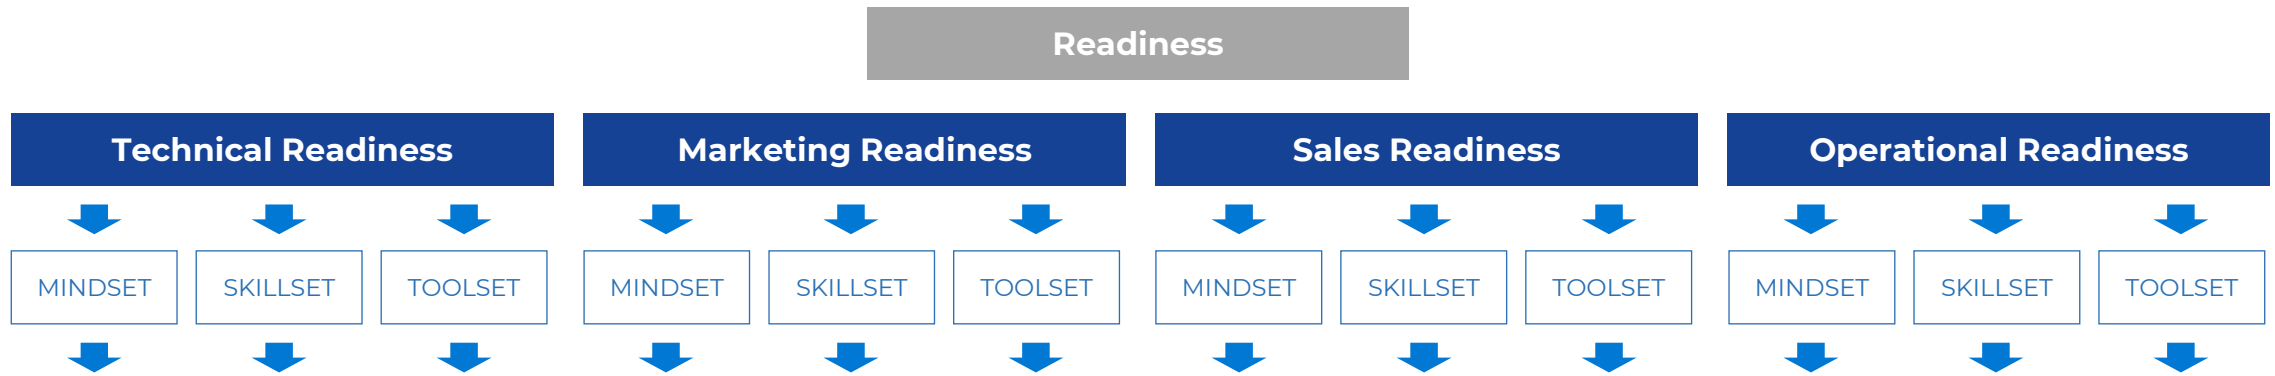 Readiness
Technical Readiness
Marketing Readiness
Sales Readiness
Operational Readiness
MINDSET
SKILLSET
TOOLSET
MINDSET
SKILLSET
TOOLSET
MINDSET
SKILLSET
TOOLSET
MINDSET
SKILLSET
TOOLSET